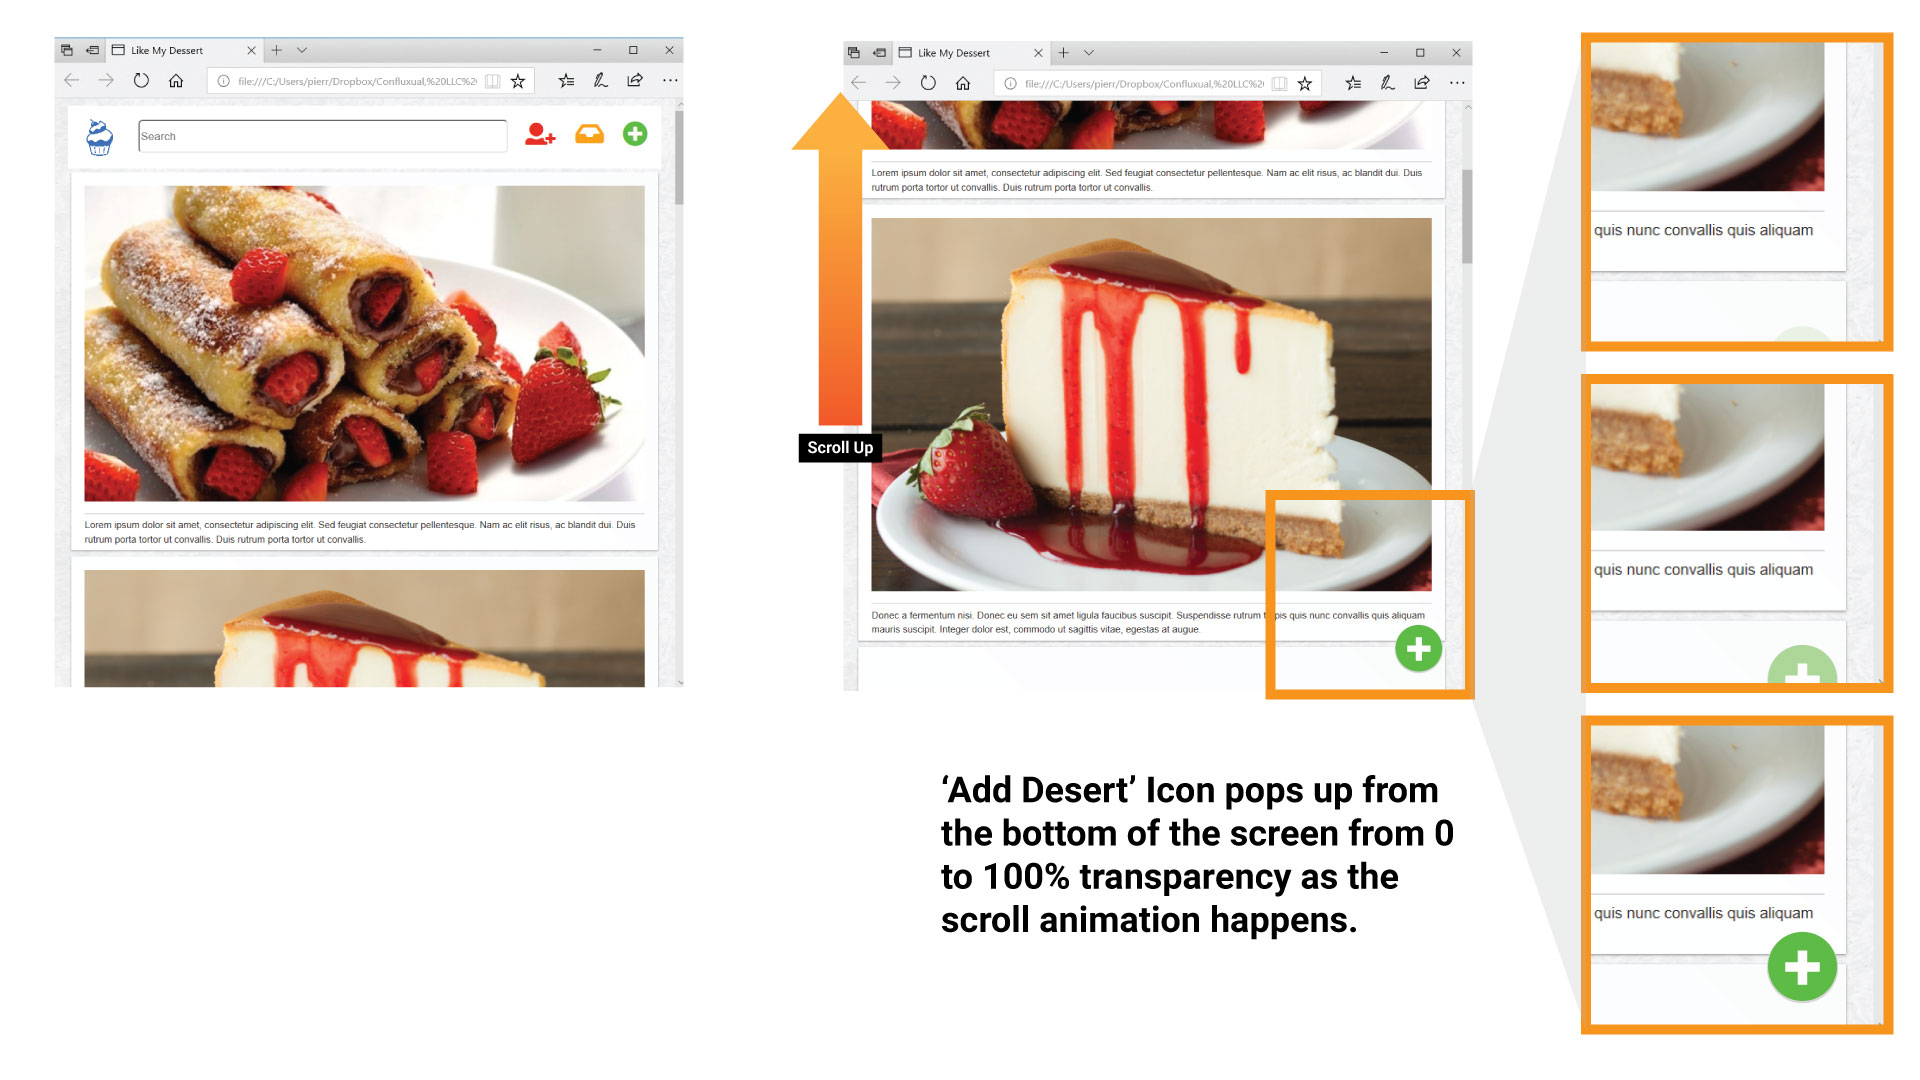 Like My Dessert
file:///C:/Users/pierr/Dropbox/Confluxual,%20LLC%2
Search
Lorem ipsum dolor sit amet, consectetur adipiscing elit. Sed feugiat consectetur pellentesque. Nam ac elit risus, ac blandit dui. Duis
rutrum porta tortor ut convallis. Duis rutrum porta tortor ut convallis.
Like My Dessert
file:///C:/Users/pierr/Dropbox/Confluxual,%20LLC%2
Lorem ipsum dolor sit amet, consectetur adipiscing elit. Sed feugiat consectetur pellentesque. Nam ac elit risus, ac blandit dui. Duis
rutrum porta tortor ut convallis. Duis rutrum porta tortor ut convallis.
Scroll Up
Donec a fermentum nisi. Donec eu sem sit amet ligula faucibus suscipit. Suspendisse rutrum quis nunc convallis quis aliquam
mauris suscipit. Integer dolor est, commodo ut sagittis vitae, egestas at augue.
‘Add Desert’ Icon pops up from
the bottom of the screen from 0
to 100% transparency as the
scroll animation happens.
quis nunc convallis quis aliquam
quis nunc convallis quis aliquam
quis nunc convallis quis aliquam